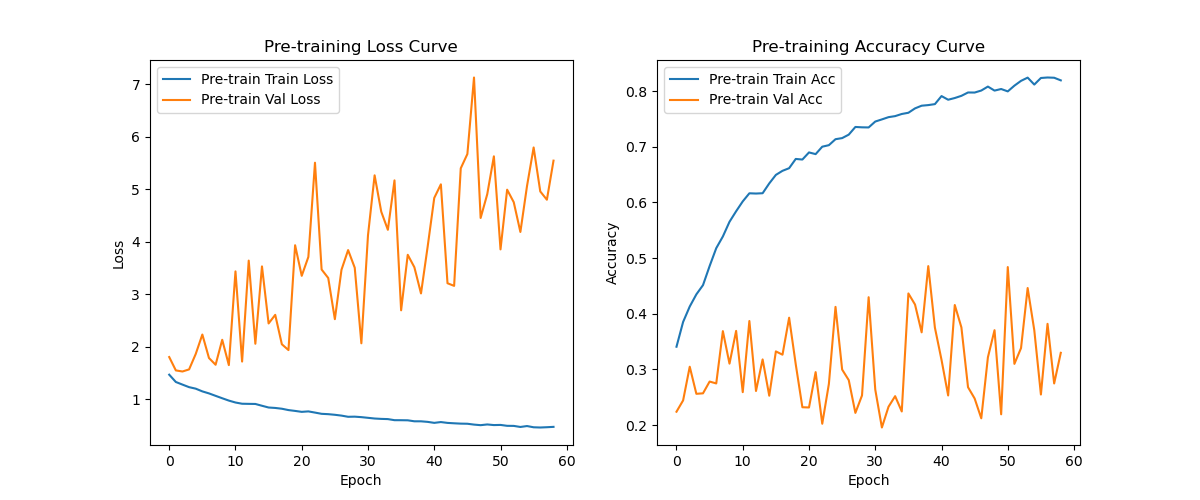 Pre-training Loss Curve
Pre-train Train Loss
Pre-train Val Loss
7
6
5
4
3
2
1
Loss
0 10 20 30 40 50 60
Epoch
Pre-training Accuracy Curve
Pre-train Train Acc
Pre-train Val Acc
0.8
0.7
0.6
0.5
0.4
0.3
0.2
Accuracy
0 10 20 30 40 50 60
Epoch